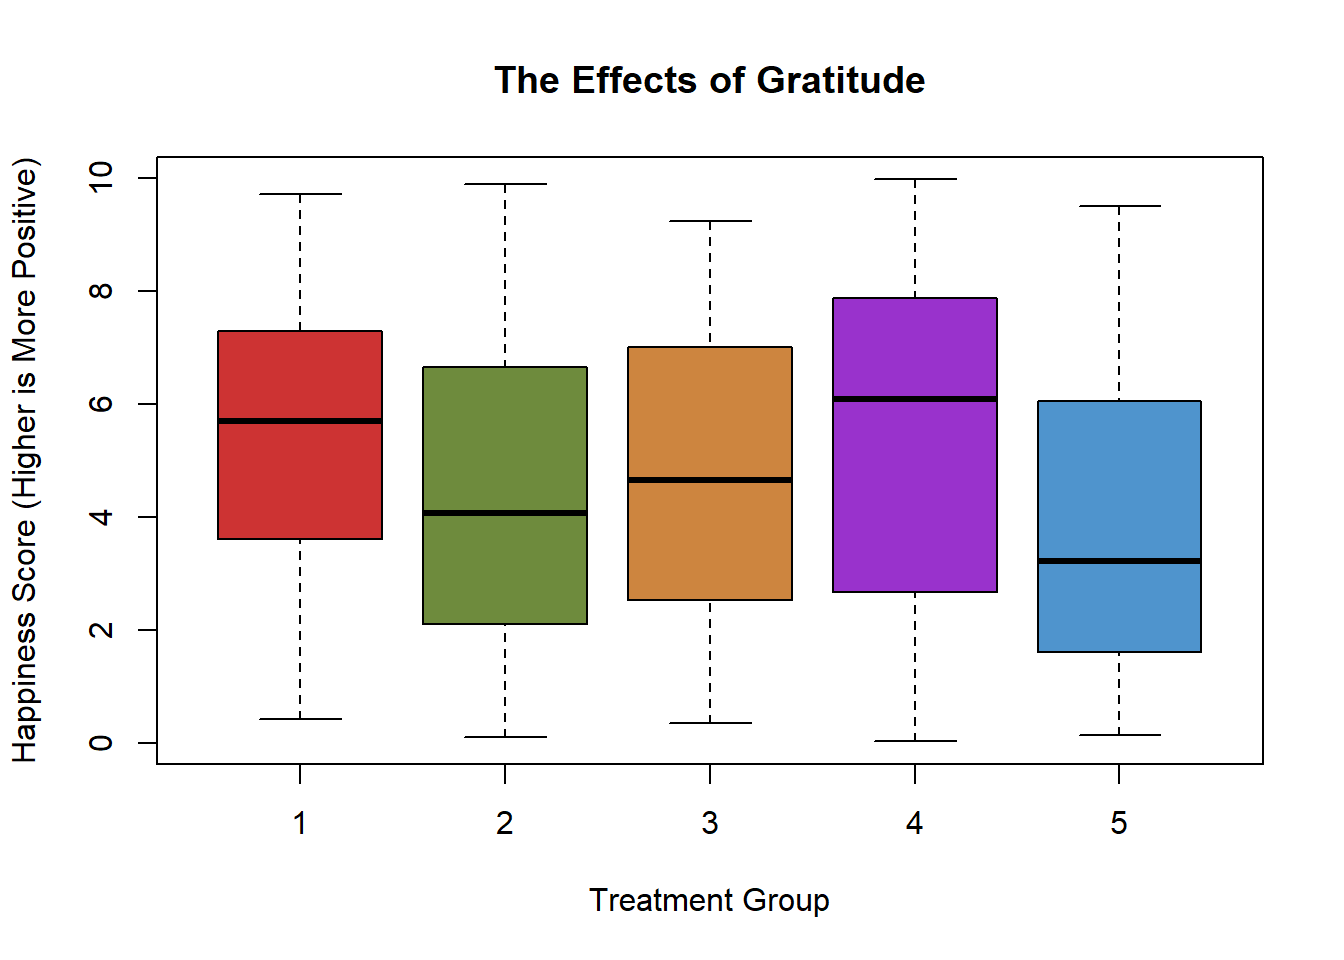 The Effects of Gratitude
Happiness Score (Higher is More Positive)
10
8
6
4
2
0
1 2 3 4 5
Treatment Group